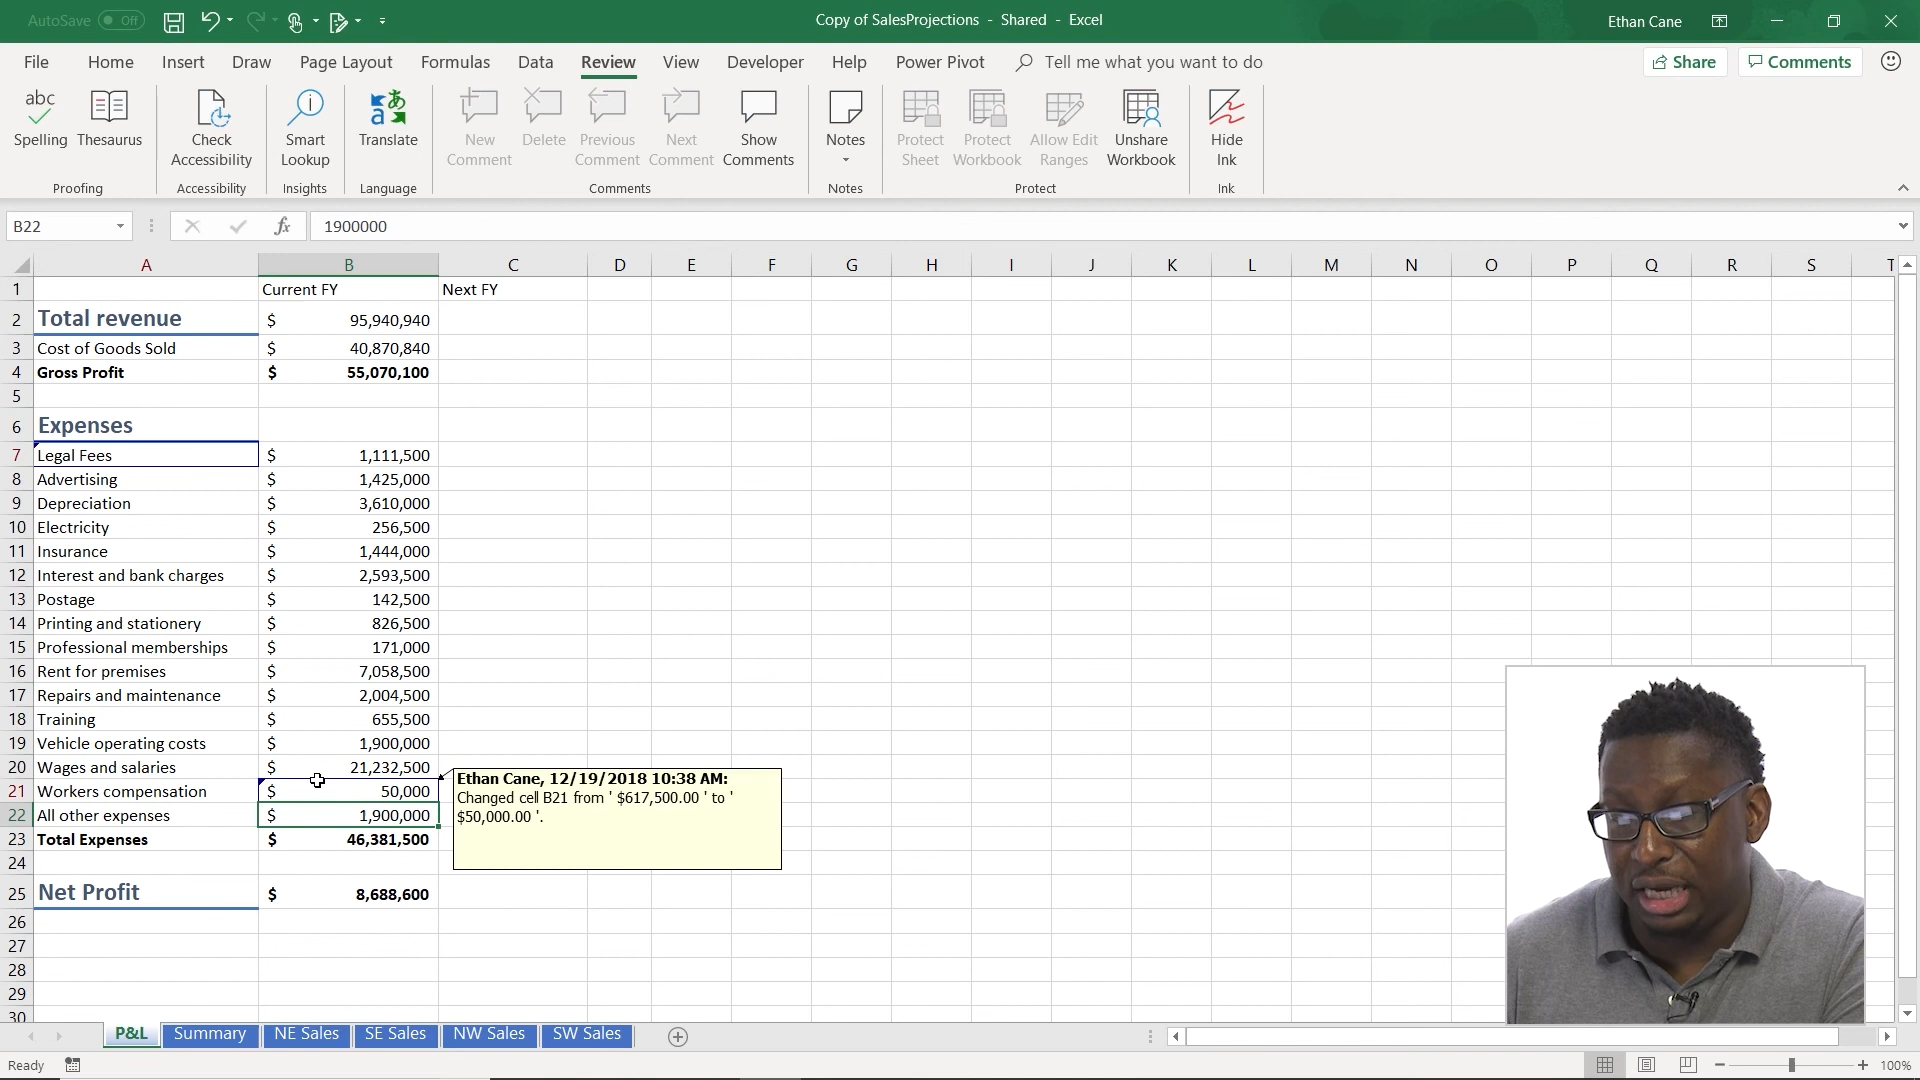 AutoSave Off
Copy of SalesProjections - Shared - Excel
Ethan Cane
File Home Insert Draw Page Layout Formulas Data Review View Developer Help Power Pivot Tell me what you want to do Share Comments
abc
Spelling
Thesaurus
Check Accessibility
Smart Lookup
Translate
New Comment
Delete
Previous Comment
Next Comment
Show Comments
Notes
Protect Sheet
Protect Workbook
Allow Edit Ranges
Unshare Workbook
Hide Ink
Proofing Accessibility Insights Language Comments Notes Protect Ink
B22 fx 1900000
A B C D E F G H I J K L M N O P Q R S T
1 Current FY Next FY
2 Total revenue $ 95,940,940
3 Cost of Goods Sold $ 40,870,840
4 Gross Profit $ 55,070,100
5
6 Expenses
7 Legal Fees $ 1,111,500
8 Advertising $ 1,425,000
9 Depreciation $ 3,610,000
10 Electricity $ 256,500
11 Insurance $ 1,444,000
12 Interest and bank charges $ 2,593,500
13 Postage $ 142,500
14 Printing and stationery $ 826,500
15 Professional memberships $ 171,000
16 Rent for premises $ 7,058,500
17 Repairs and maintenance $ 2,004,500
18 Training $ 655,500
19 Vehicle operating costs $ 1,900,000
20 Wages and salaries $ 21,232,500
21 Workers compensation $ 50,000
22 All other expenses $ 1,900,000
23 Total Expenses $ 46,381,500
24
25 Net Profit $ 8,688,600
26
27
28
29
30
Ethan Cane, 12/19/2018 10:38 AM:
Changed cell B21 from ' $617,500.00 ' to '
$50,000.00 '.
P&L Summary NE Sales SE Sales NW Sales SW Sales
Ready 100%